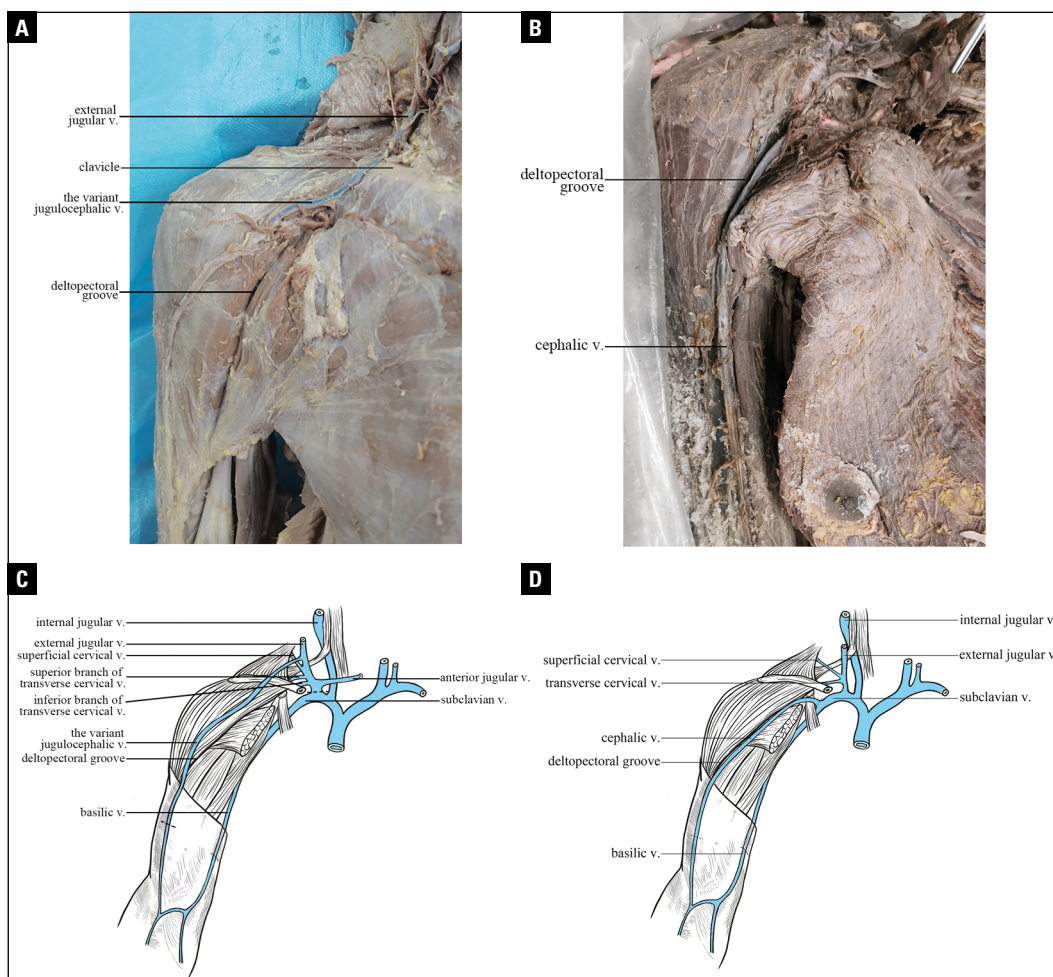 A
external
jugular v.
clavicle
the variant
jugulocephalic v.
deltopectoral
groove
B
deltopectoral
groove
cephalic v.
C
internal jugular v.
external jugular v.
superficial cervical v.
superior branch of
transverse cervical v.
inferior branch of
transverse cervical v.
the variant
jugulocephalic v.
deltopectoral groove
basilic v.
anterior jugular v.
subclavian v.
D
superficial cervical v.
transverse cervical v.
cephalic v.
deltopectoral groove
basilic v.
internal jugular v
external jugular v
subclavian v.